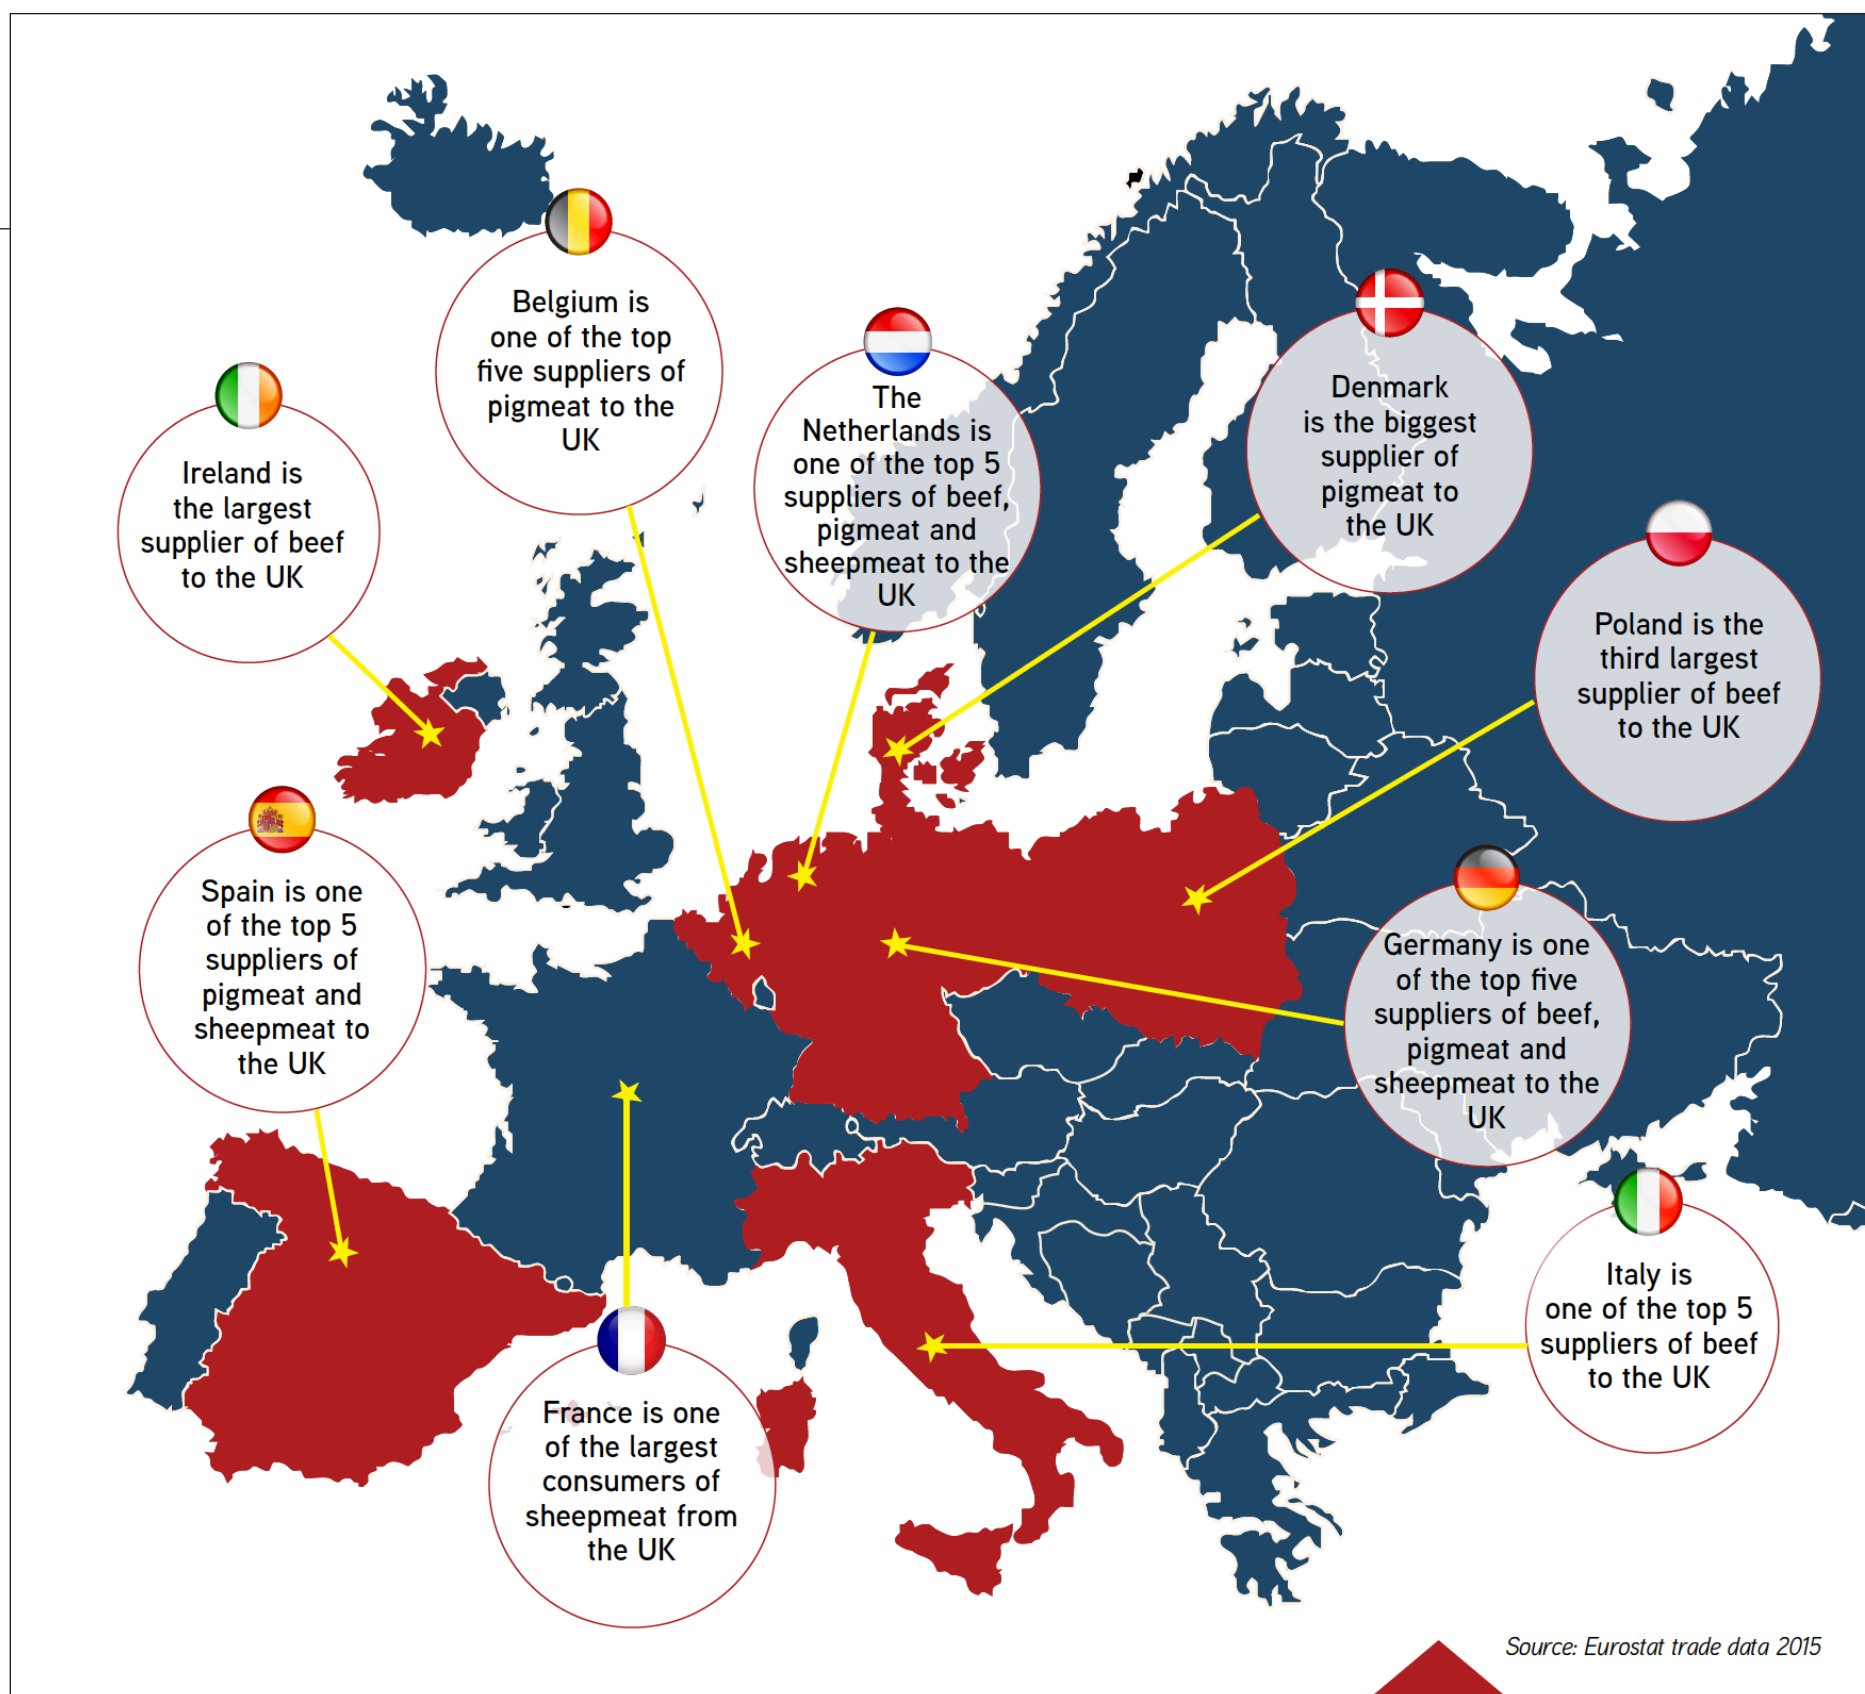 Belgium is
one of the top
five suppliers of
pigmeat to the
UK
The
Netherlands is
one of the top 5
suppliers of beef,
pigmeat and
sheepmeat to the
UK
Denmark
is the biggest
supplier of
pigmeat to
the UK
Ireland is
the largest
supplier of beef
to the UK
Poland is the
third largest
supplier of beef
to the UK
Spain is one
of the top 5
suppliers of
pigmeat and
sheepmeat to
the UK
Germany is one
of the top five
suppliers of beef,
pigmeat and
sheepmeat to the
UK
Italy is
one of the top 5
suppliers of beef
to the UK
France is one
of the largest
consumers of
sheepmeat from
the UK
Source: Eurostat trade data 2015